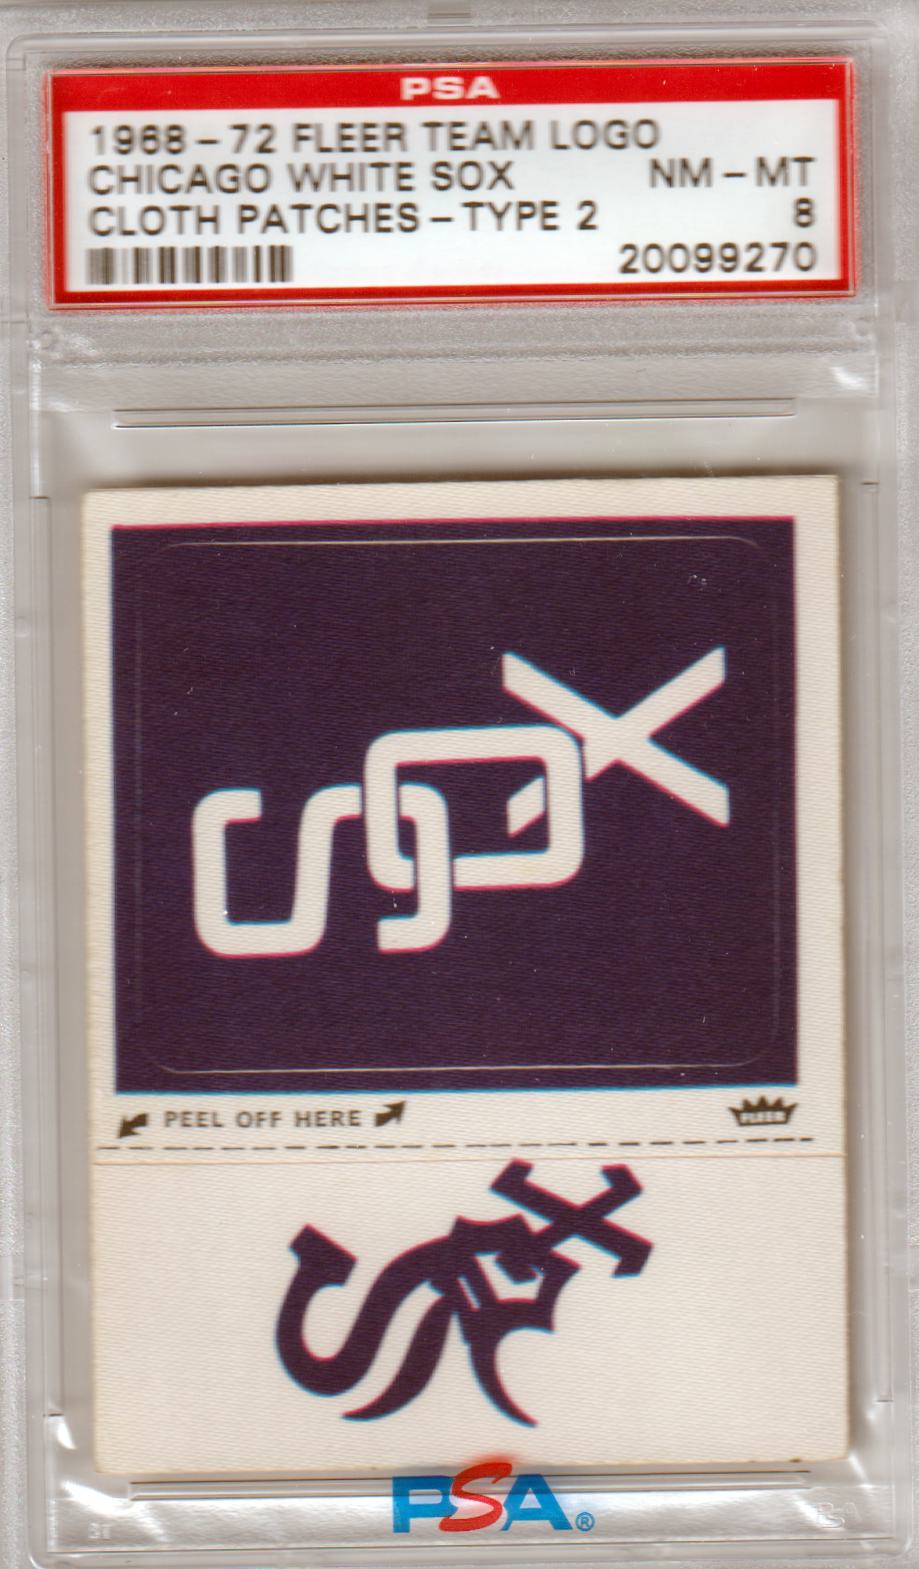 PSA
1968-72 FLEER TEAM LOGO
CHICAGO WHITE SOX NM-MT
CLOTH PATCHES-TYPE 2 8
20099270
SOX
PEEL OFF HERE FLEER
SOX
PSA®